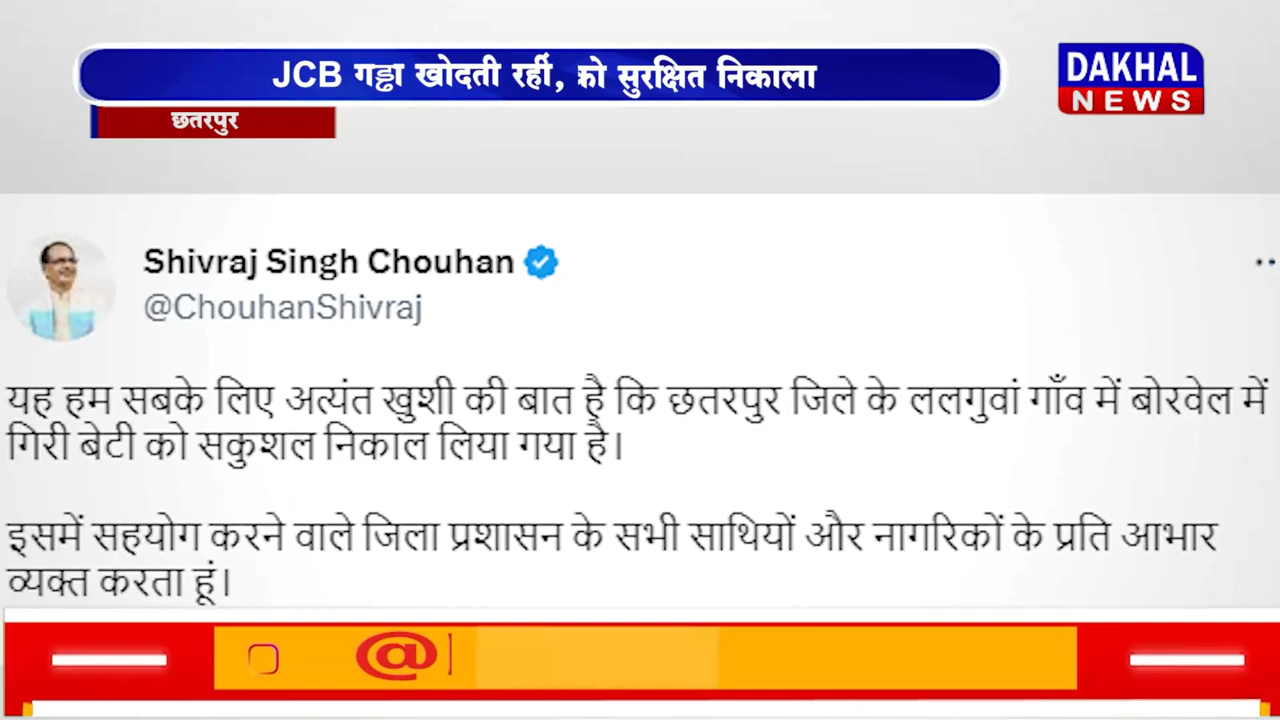 JCB गड्ढा खोदती रहीं, को सुरक्षित निकाला
DAKHAL
NEWS
छतरपुर
Shivraj Singh Chouhan
@ChouhanShivraj
यह हम सबके लिए अत्यंत खुशी की बात है कि छतरपुर जिले के ललगुवां गाँव में बोरवेल में
गिरी बेटी को सकुशल निकाल लिया गया है।
इसमें सहयोग करने वाले जिला प्रशासन के सभी साथियों और नागरिकों के प्रति आभार
व्यक्त करता हूं।
@